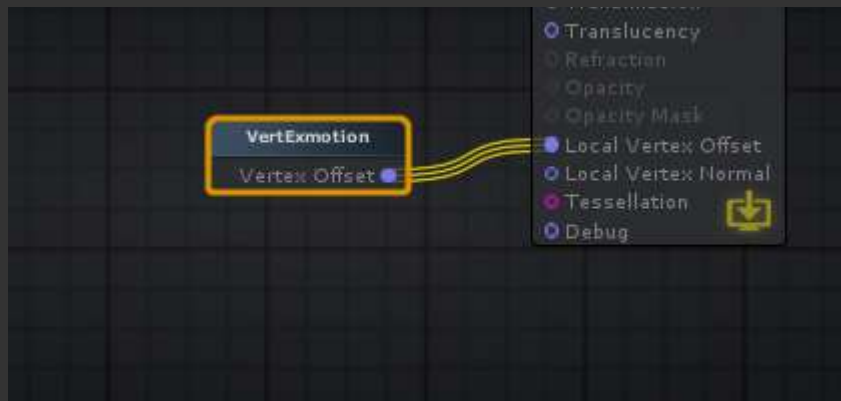 Translucency
Refraction
Opacity
Opacity Mask
VertExmotion
Vertex Offset
Local Vertex Offset
Local Vertex Normal
Tessellation
Debug